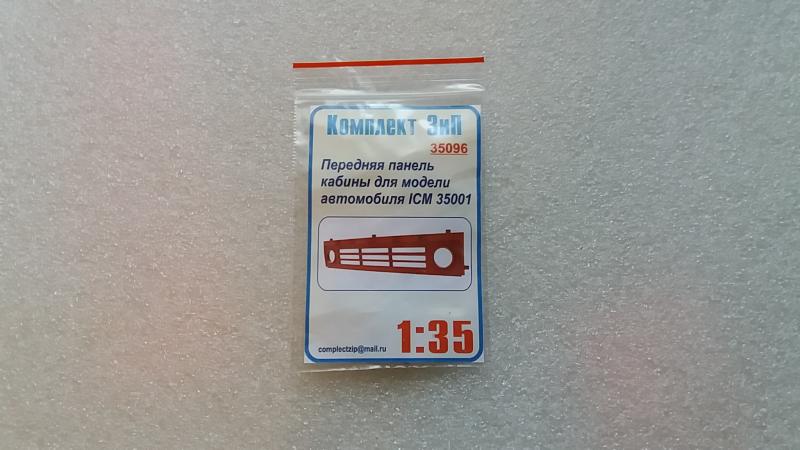 Комплект ЗиП
35096
Передняя панель
кабины для модели
автомобиля ICM 35001
complectzip@mail.ru
1:35